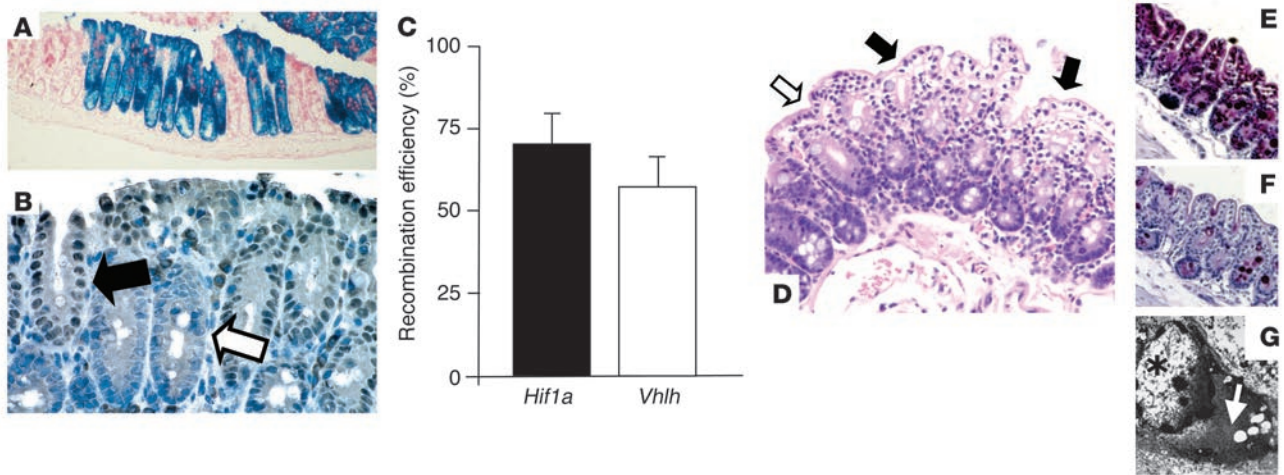 A
B
C
Recombination efficiency (%)
100
75
50
25
0
Hif1a
Vhlh
D
E
F
G
*